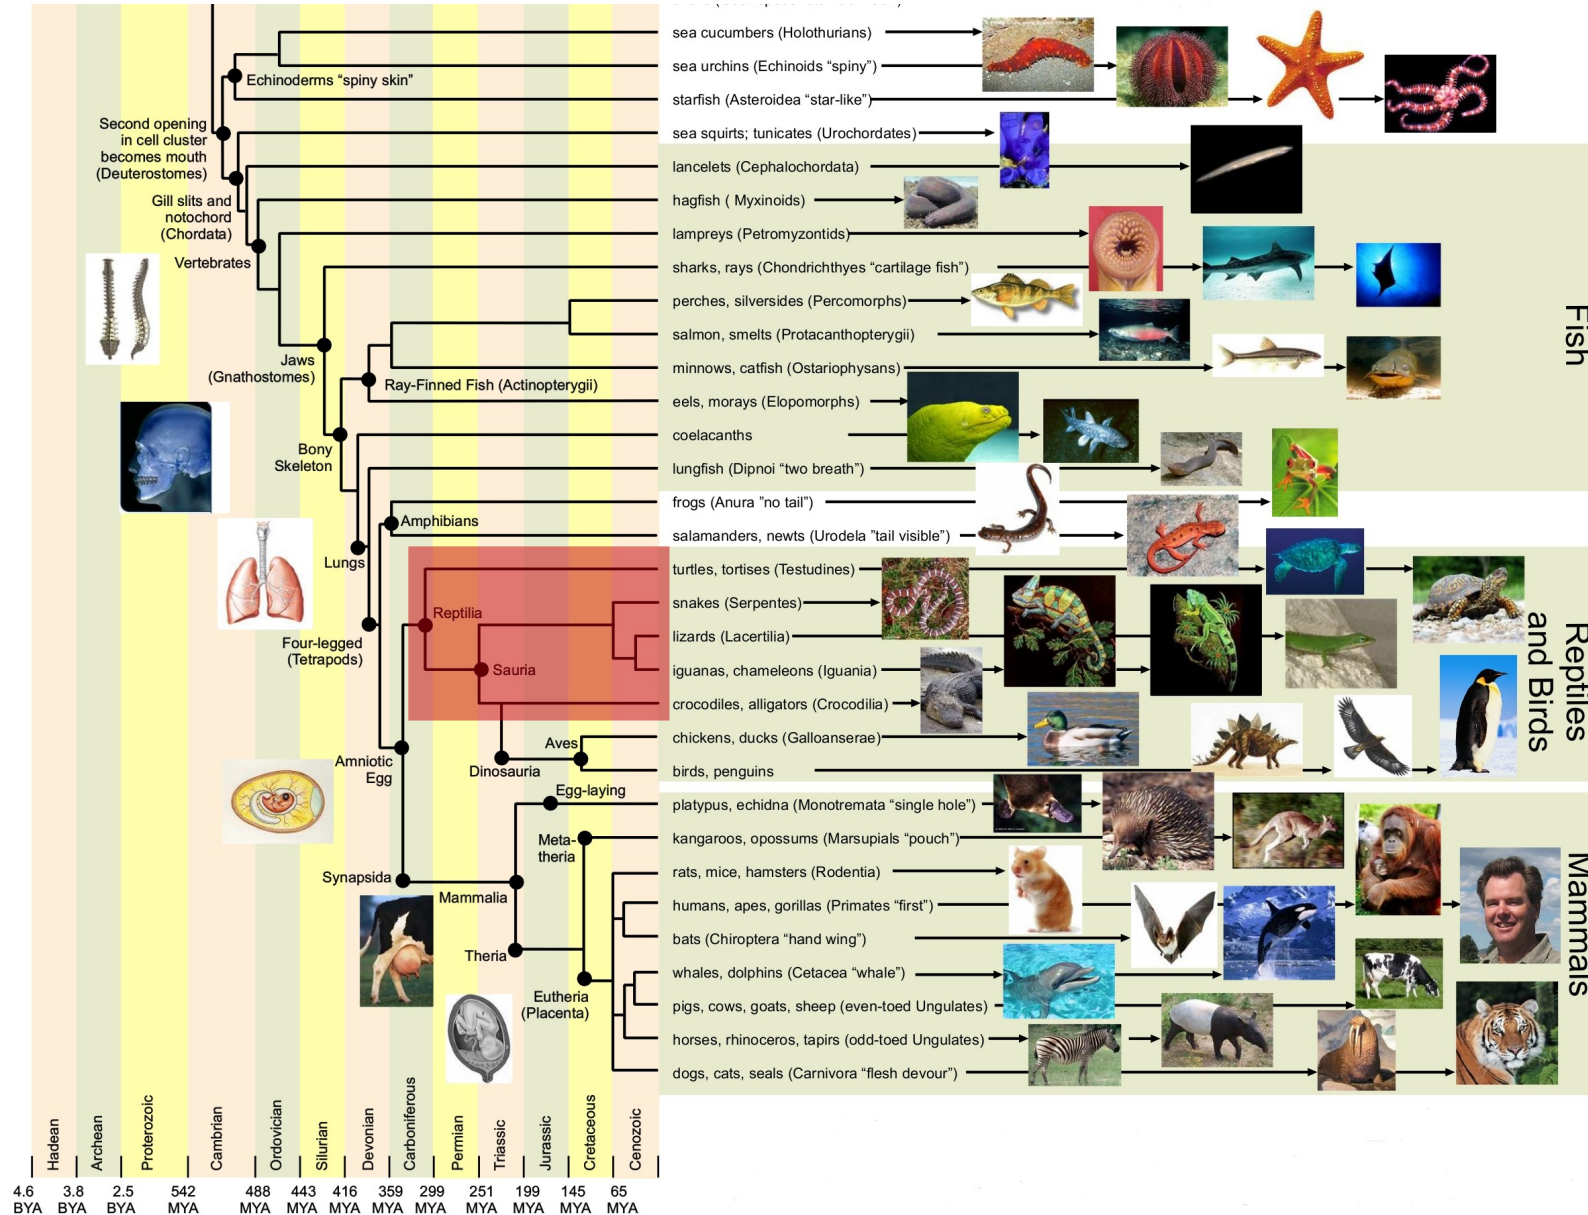 sea cucumbers (Holothurians)
sea urchins (Echinoids “spiny”)
Echinoderms “spiny skin”
starfish (Asteroidea “star-like”)
Second opening
in cell cluster
becomes mouth
(Deuterostomes)
sea squirts; tunicates (Urochordates)
lancelets (Cephalochordata)
Gill slits and
notochord
(Chordata)
hagfish ( Myxinoids)
lampreys (Petromyzontids)
Vertebrates
sharks, rays (Chondrichthyes “cartilage fish”)
perches, silversides (Percomorphs)
salmon, smelts (Protacanthopterygii)
Jaws
(Gnathostomes)
minnows, catfish (Ostariophysans)
Ray-Finned Fish (Actinopterygii)
eels, morays (Elopomorphs)
coelacanths
Bony
Skeleton
lungfish (Dipnoi “two breath”)
Fish
frogs (Anura ”no tail”)
Amphibians
salamanders, newts (Urodela ”tail visible”)
Lungs
turtles, tortises (Testudines)
snakes (Serpentes)
Reptilia
lizards (Lacertilia)
Four-legged
(Tetrapods)
iguanas, chameleons (Iguania)
Sauria
crocodiles, alligators (Crocodilia)
chickens, ducks (Galloanserae)
Aves
birds, penguins
Dinosauria
Amniotic
Egg
Reptiles
and Birds
Egg-laying
platypus, echidna (Monotremata “single hole”)
Meta-
theria
kangaroos, opossums (Marsupials “pouch”)
rats, mice, hamsters (Rodentia)
Synapsida
Mammalia
humans, apes, gorillas (Primates “first”)
bats (Chiroptera “hand wing”)
Theria
whales, dolphins (Cetacea “whale”)
Eutheria
(Placenta)
pigs, cows, goats, sheep (even-toed Ungulates)
horses, rhinoceros, tapirs (odd-toed Ungulates)
dogs, cats, seals (Carnivora “flesh devour”)
Mammals
Hadean
Archean
Proterozoic
Cambrian
Ordovician
Silurian
Devonian
Carboniferous
Permian
Triassic
Jurassic
Cretaceous
Cenozoic
4.6 3.8 2.5 542 488 443 416 359 299 251 199 145 65
BYA BYA BYA MYA MYA MYA MYA MYA MYA MYA MYA MYA MYA